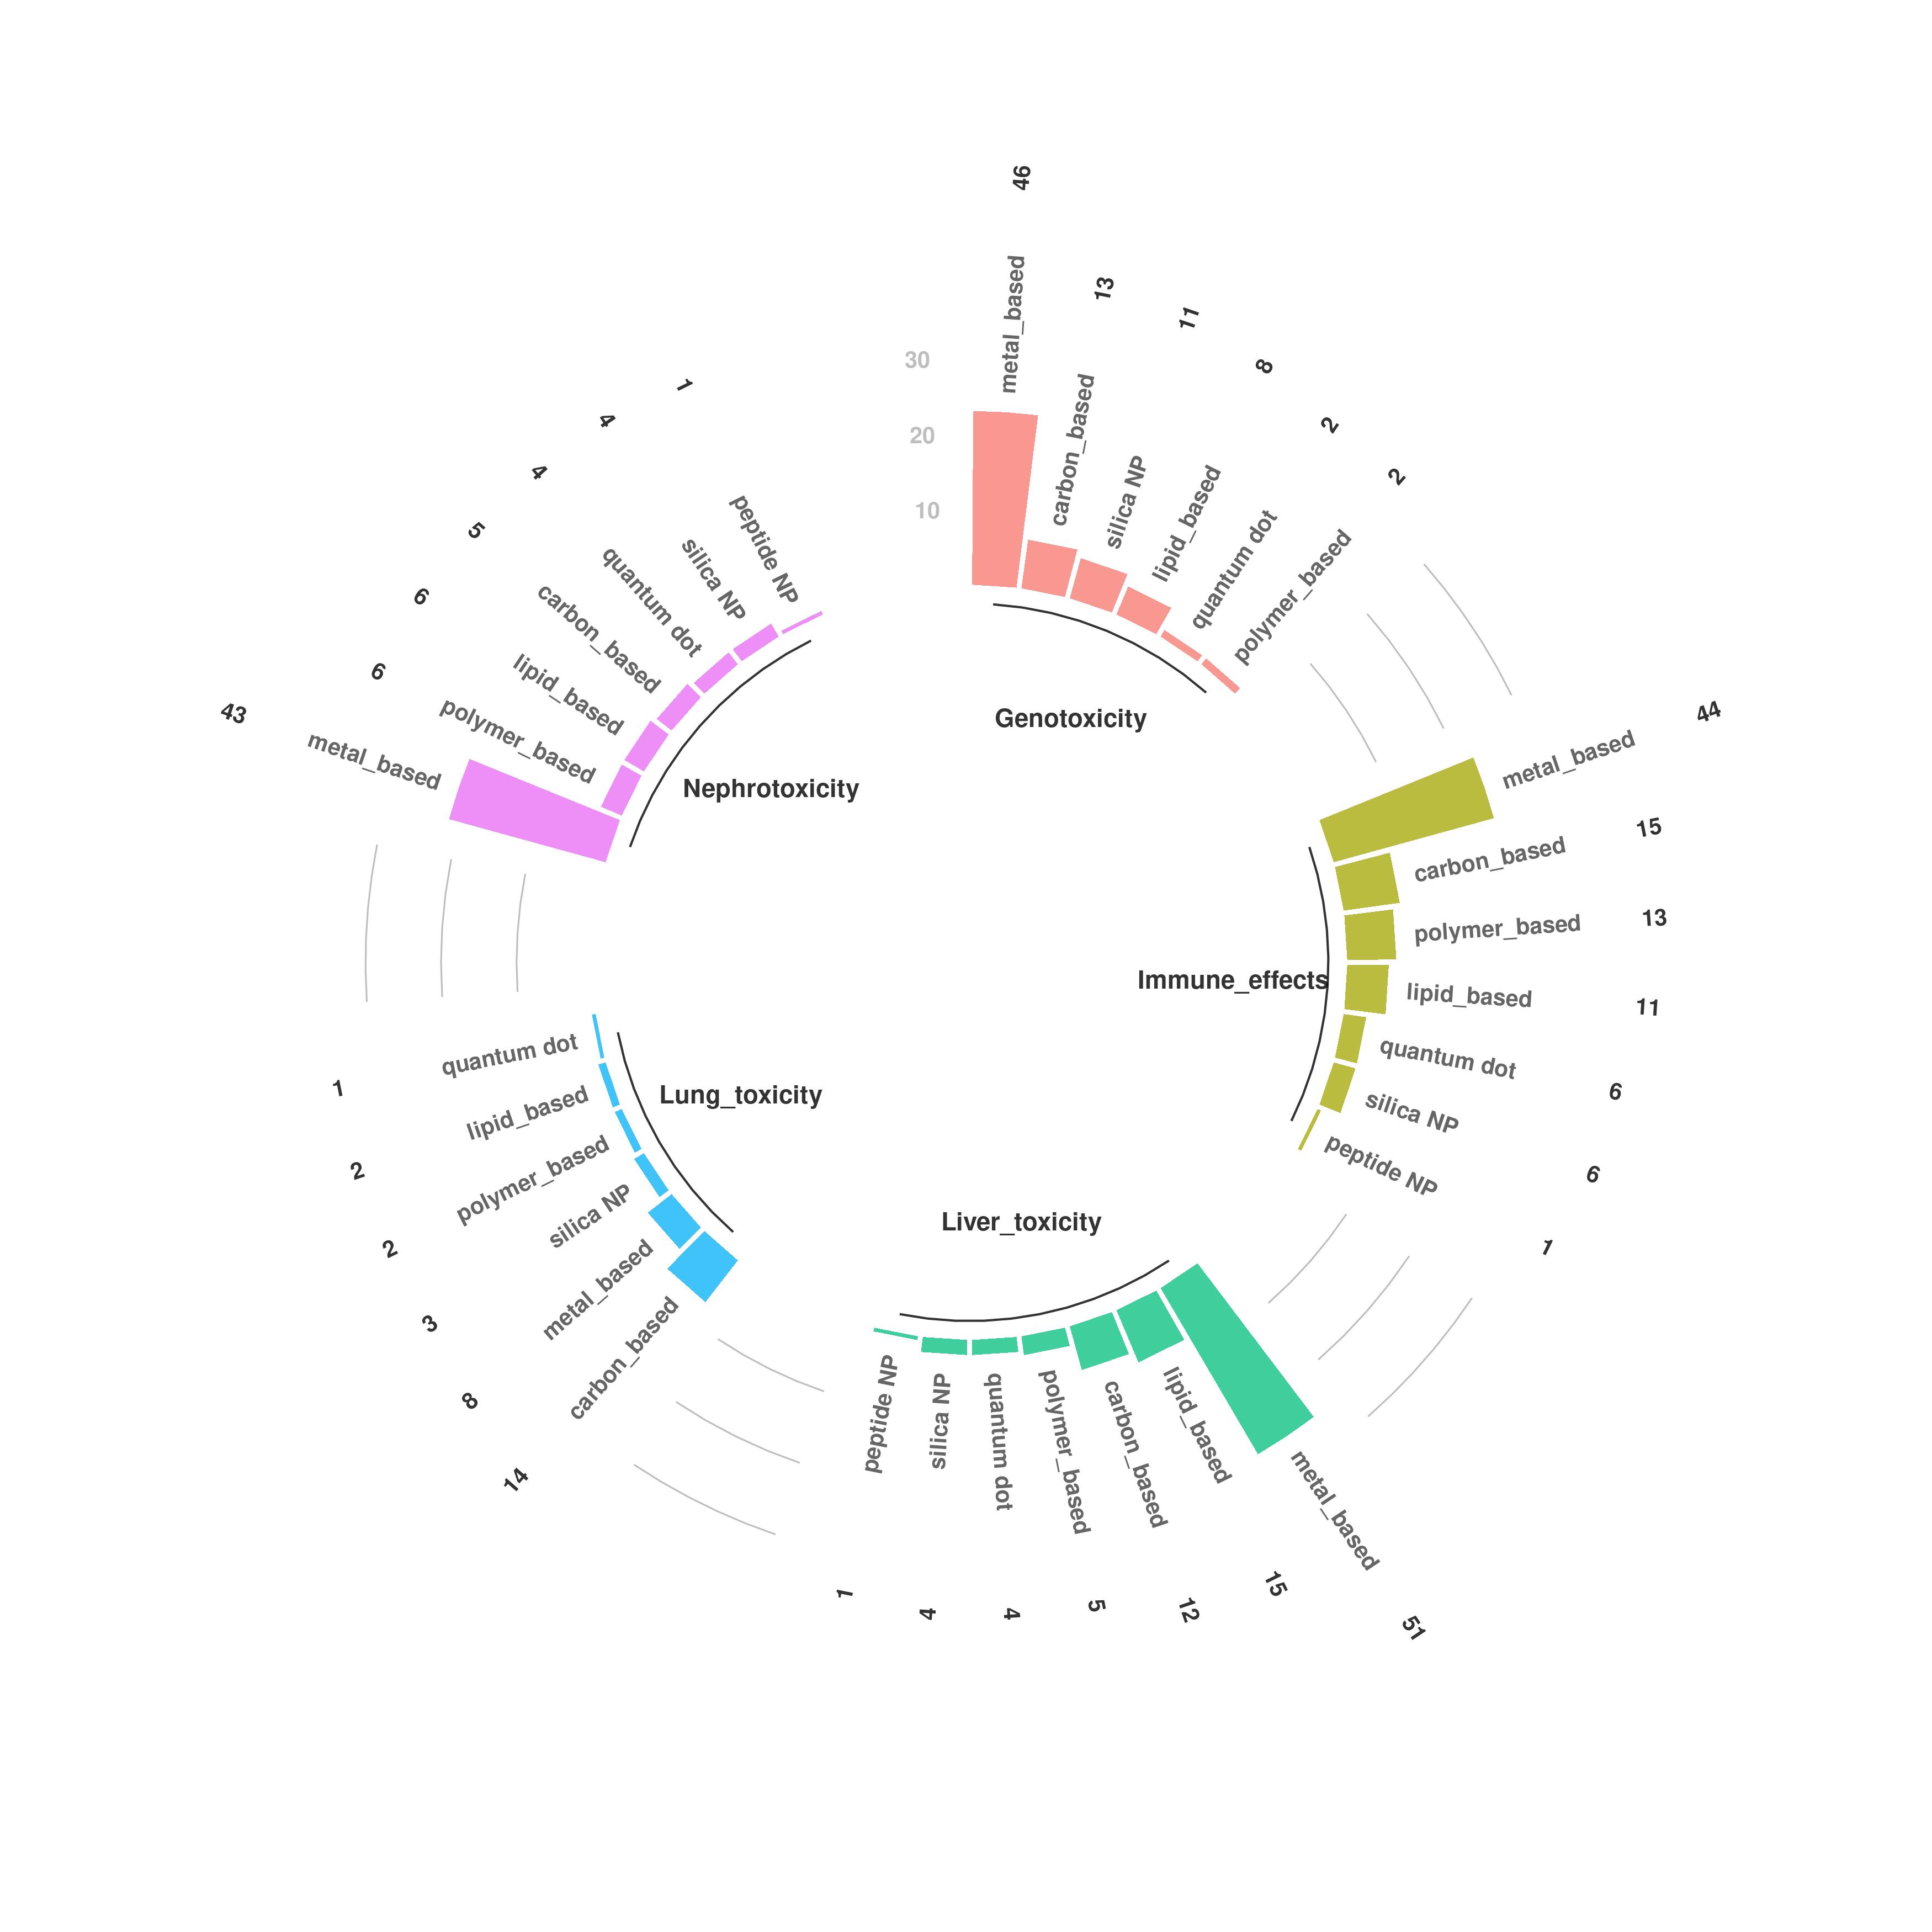 30
20
10
Genotoxicity
metal_based
46
carbon_based
13
silica NP
11
lipid_based
8
quantum dot
2
polymer_based
2
Immune_effects
metal_based
44
carbon_based
15
polymer_based
13
lipid_based
11
quantum dot
6
silica NP
6
peptide NP
1
Liver_toxicity
metal_based
51
lipid_based
15
carbon_based
12
polymer_based
5
quantum dot
4
silica NP
4
peptide NP
1
Lung_toxicity
carbon_based
14
metal_based
8
silica NP
3
polymer_based
2
lipid_based
2
quantum dot
1
Nephrotoxicity
metal_based
43
polymer_based
6
lipid_based
6
carbon_based
5
quantum dot
4
silica NP
4
peptide NP
1